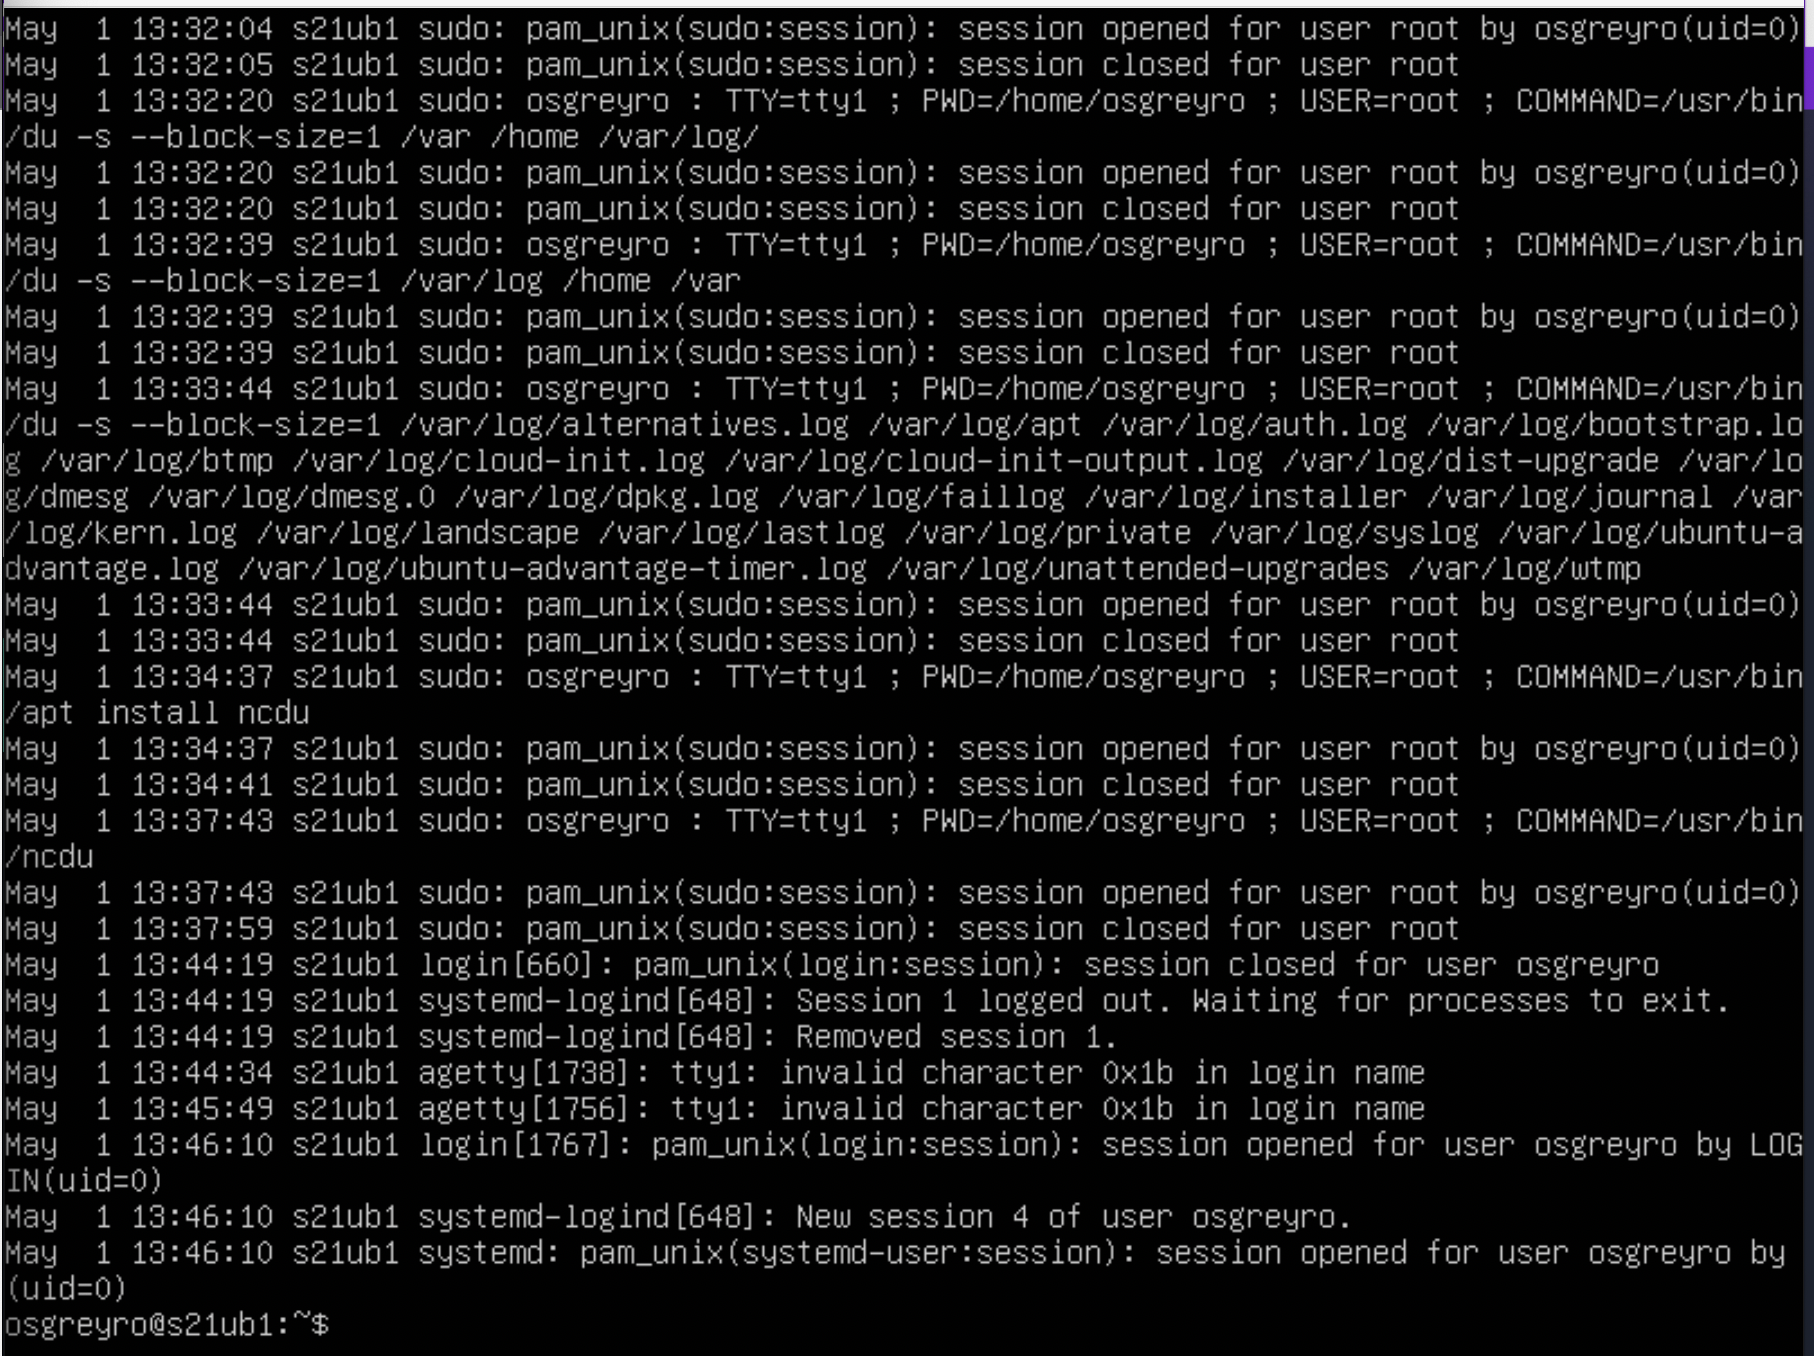 May  1 13:32:04 s21ub1 sudo: pam_unix(sudo:session): session opened for user root by osgreyro(uid=0)
May  1 13:32:05 s21ub1 sudo: pam_unix(sudo:session): session closed for user root
May  1 13:32:20 s21ub1 sudo: osgreyro : TTY=tty1 ; PWD=/home/osgreyro ; USER=root ; COMMAND=/usr/bin
/du -s --block-size=1 /var /home /var/log/
May  1 13:32:20 s21ub1 sudo: pam_unix(sudo:session): session opened for user root by osgreyro(uid=0)
May  1 13:32:20 s21ub1 sudo: pam_unix(sudo:session): session closed for user root
May  1 13:32:39 s21ub1 sudo: osgreyro : TTY=tty1 ; PWD=/home/osgreyro ; USER=root ; COMMAND=/usr/bin
/du -s --block-size=1 /var/log /home /var
May  1 13:32:39 s21ub1 sudo: pam_unix(sudo:session): session opened for user root by osgreyro(uid=0)
May  1 13:32:39 s21ub1 sudo: pam_unix(sudo:session): session closed for user root
May  1 13:33:44 s21ub1 sudo: osgreyro : TTY=tty1 ; PWD=/home/osgreyro ; USER=root ; COMMAND=/usr/bin
/du -s --block-size=1 /var/log/alternatives.log /var/log/apt /var/log/auth.log /var/log/bootstrap.lo
g /var/log/btmp /var/log/cloud-init.log /var/log/cloud-init-output.log /var/log/dist-upgrade /var/lo
g/dmesg /var/log/dmesg.0 /var/log/dpkg.log /var/log/faillog /var/log/installer /var/log/journal /var
/log/kern.log /var/log/landscape /var/log/lastlog /var/log/private /var/log/syslog /var/log/ubuntu-a
dvantage.log /var/log/ubuntu-advantage-timer.log /var/log/unattended-upgrades /var/log/wtmp
May  1 13:33:44 s21ub1 sudo: pam_unix(sudo:session): session opened for user root by osgreyro(uid=0)
May  1 13:33:44 s21ub1 sudo: pam_unix(sudo:session): session closed for user root
May  1 13:34:37 s21ub1 sudo: osgreyro : TTY=tty1 ; PWD=/home/osgreyro ; USER=root ; COMMAND=/usr/bin
/apt install ncdu
May  1 13:34:37 s21ub1 sudo: pam_unix(sudo:session): session opened for user root by osgreyro(uid=0)
May  1 13:34:41 s21ub1 sudo: pam_unix(sudo:session): session closed for user root
May  1 13:37:43 s21ub1 sudo: osgreyro : TTY=tty1 ; PWD=/home/osgreyro ; USER=root ; COMMAND=/usr/bin
/ncdu
May  1 13:37:43 s21ub1 sudo: pam_unix(sudo:session): session opened for user root by osgreyro(uid=0)
May  1 13:37:59 s21ub1 sudo: pam_unix(sudo:session): session closed for user root
May  1 13:44:19 s21ub1 login[660]: pam_unix(login:session): session closed for user osgreyro
May  1 13:44:19 s21ub1 systemd-logind[648]: Session 1 logged out. Waiting for processes to exit.
May  1 13:44:19 s21ub1 systemd-logind[648]: Removed session 1.
May  1 13:44:34 s21ub1 agetty[1738]: tty1: invalid character 0x1b in login name
May  1 13:45:49 s21ub1 agetty[1756]: tty1: invalid character 0x1b in login name
May  1 13:46:10 s21ub1 login[1767]: pam_unix(login:session): session opened for user osgreyro by LOG
IN(uid=0)
May  1 13:46:10 s21ub1 systemd-logind[648]: New session 4 of user osgreyro.
May  1 13:46:10 s21ub1 systemd: pam_unix(systemd-user:session): session opened for user osgreyro by
(uid=0)
osgreyro@s21ub1:~$